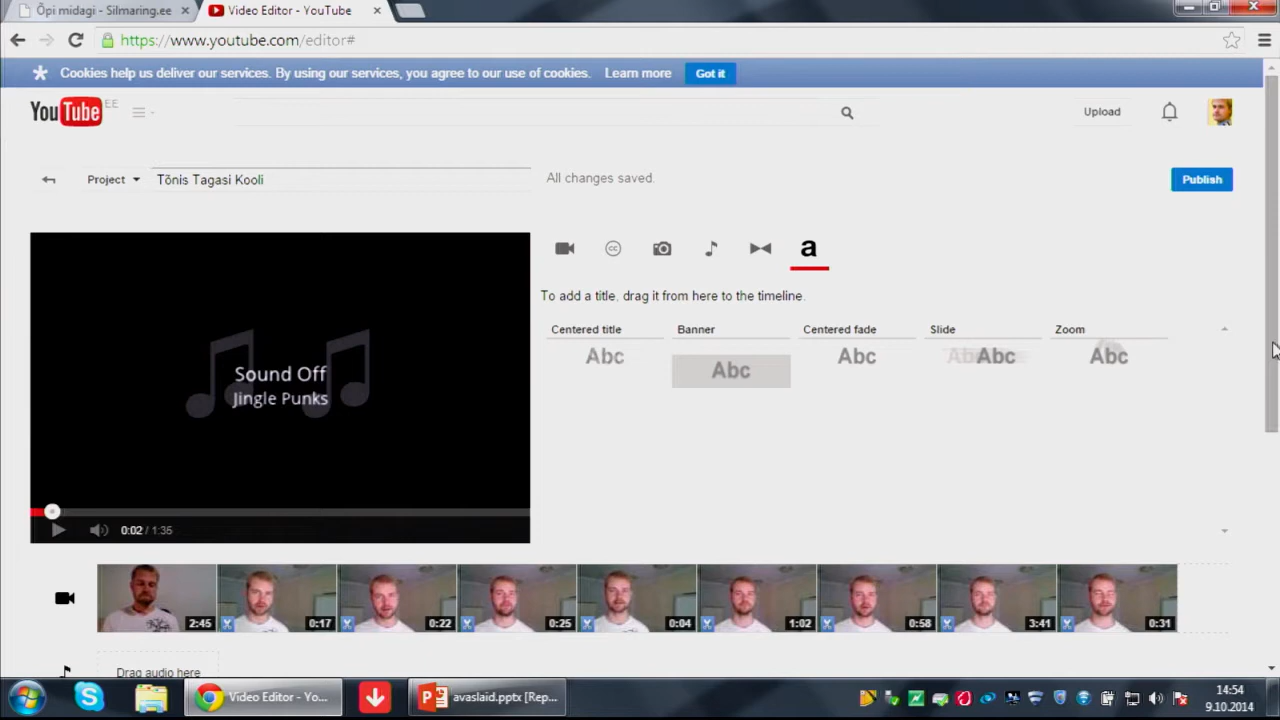 Õpi midagi - Silmaring.ee
Video Editor - YouTube
https://www.youtube.com/editor#
Cookies help us deliver our services. By using our services, you agree to our use of cookies. Learn more Got it
YouTube EE
Upload
Project Tõnis Tagasi Kooli All changes saved. Publish
cc
a
To add a title, drag it from here to the timeline.
Centered title Banner Centered fade Slide Zoom
Abc Abc Abc AbAbc Abc
Sound Off
Jingle Punks
0:02 / 1:35
2:45 0:17 0:22 0:25 0:04 1:02 0:58 3:41 0:31
Drag audio here
Video Editor - Yo...
avaslaid.pptx [Rep...
14:54
9.10.2014